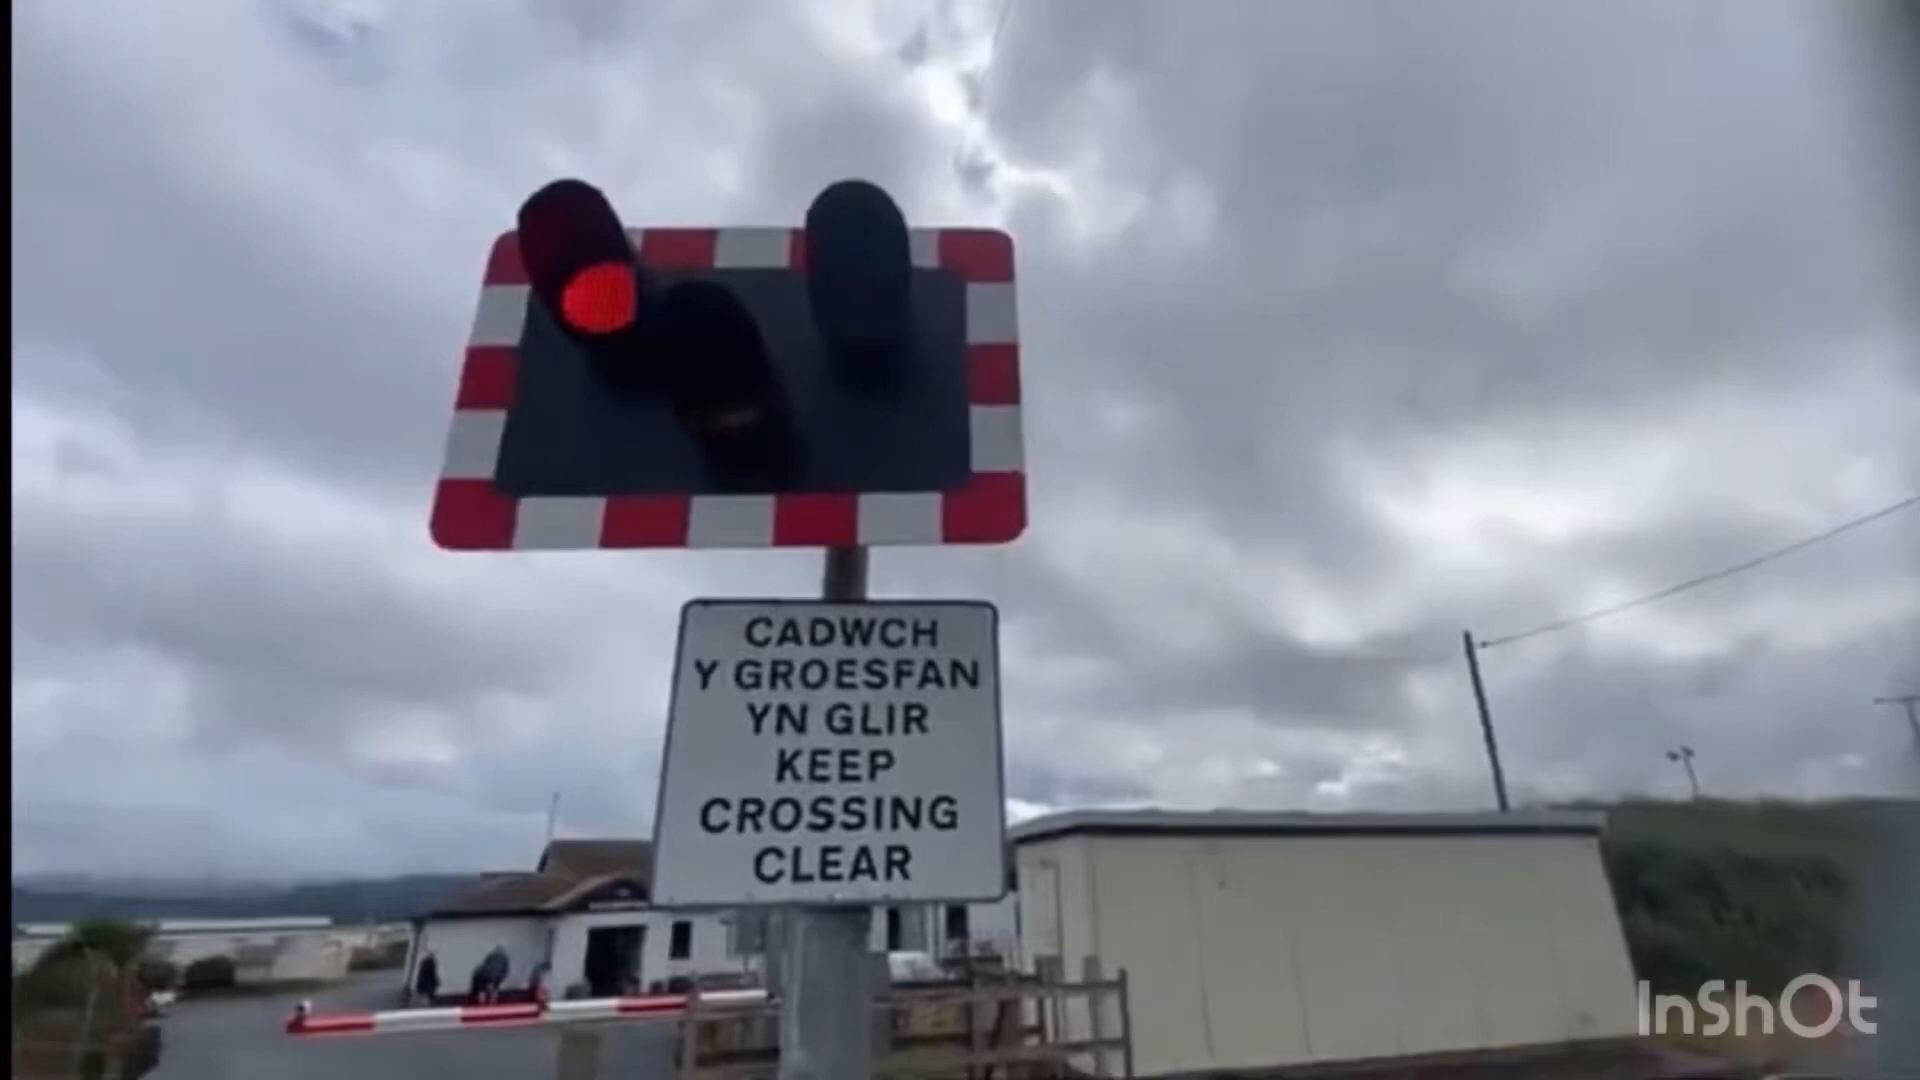 CADWCH
Y GROESFAN
YN GLIR
KEEP
CROSSING
CLEAR
InShOt